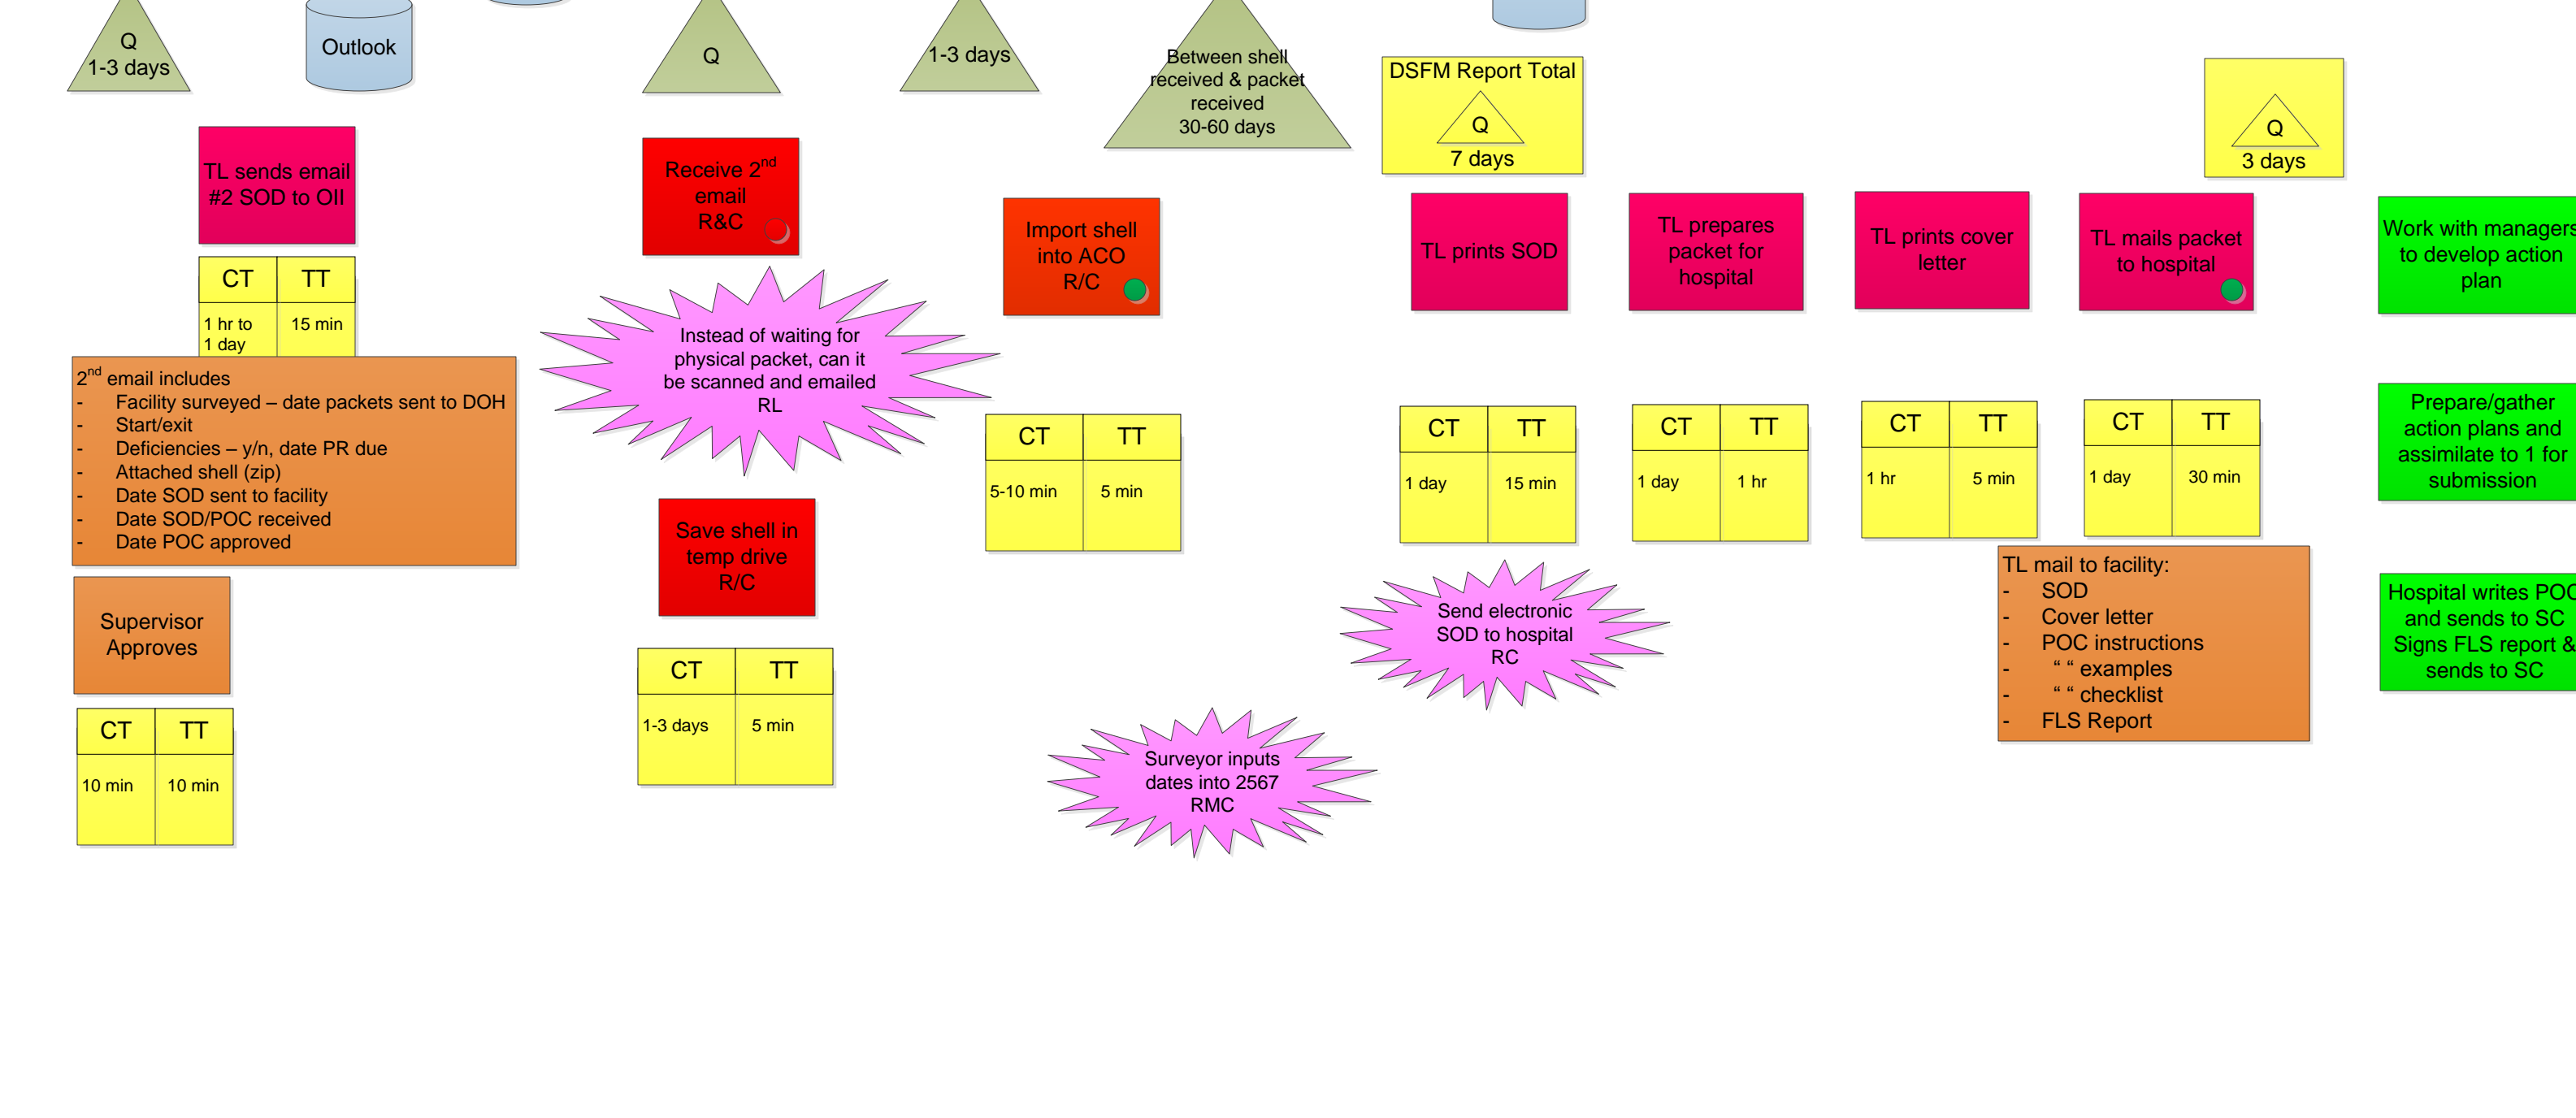 Q
1-3 days
Outlook
Q
1-3 days
Between shell
received & packet
received
30-60 days
DSFM Report Total
Q
7 days
Q
3 days
TL sends email
#2 SOD to OII
CT TT
1 hr to
1 day
15 min
2nd email includes
- Facility surveyed – date packets sent to DOH
- Start/exit
- Deficiencies – y/n, date PR due
- Attached shell (zip)
- Date SOD sent to facility
- Date SOD/POC received
- Date POC approved
Supervisor
Approves
CT TT
10 min 10 min
Receive 2nd
email
R&C
Instead of waiting for
physical packet, can it
be scanned and emailed
RL
Save shell in
temp drive
R/C
CT TT
1-3 days 5 min
Import shell
into ACO
R/C
CT TT
5-10 min 5 min
Surveyor inputs
dates into 2567
RMC
TL prints SOD
CT TT
1 day 15 min
Send electronic
SOD to hospital
RC
TL prepares
packet for
hospital
CT TT
1 day 1 hr
TL prints cover
letter
CT TT
1 hr 5 min
TL mails packet
to hospital
CT TT
1 day 30 min
TL mail to facility:
- SOD
- Cover letter
- POC instructions
- “ “ examples
- “ “ checklist
- FLS Report
Work with managers
to develop action
plan
Prepare/gather
action plans and
assimilate to 1 for
submission
Hospital writes POC
and sends to SC
Signs FLS report &
sends to SC